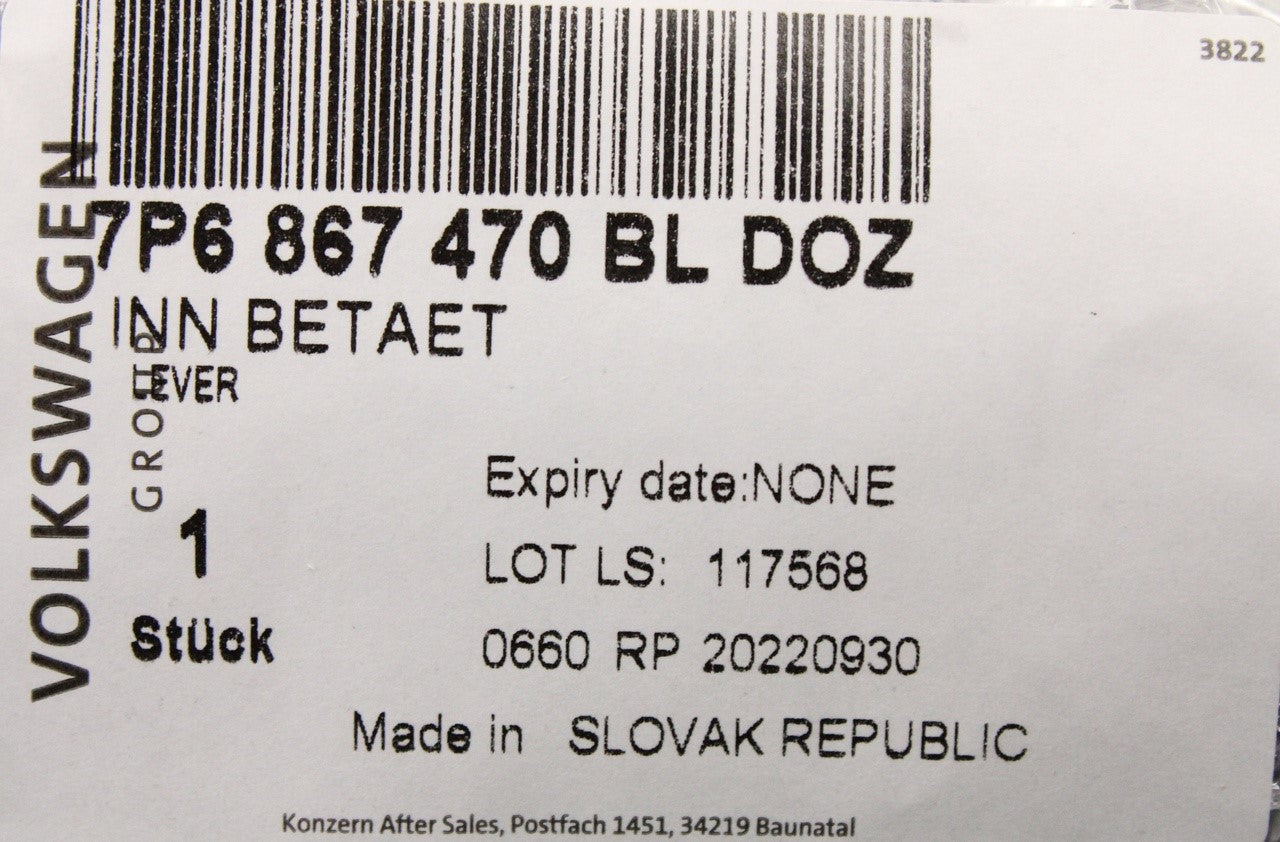 3822
7P6 867 470 BL DOZ
INN BETAET
LEVER
VOLKSWAGEN
GROUP
1
Stück
Expiry date:NONE
LOT LS: 117568
0660 RP 20220930
Made in SLOVAK REPUBLIC
Konzern After Sales, Postfach 1451, 34219 Baunatal